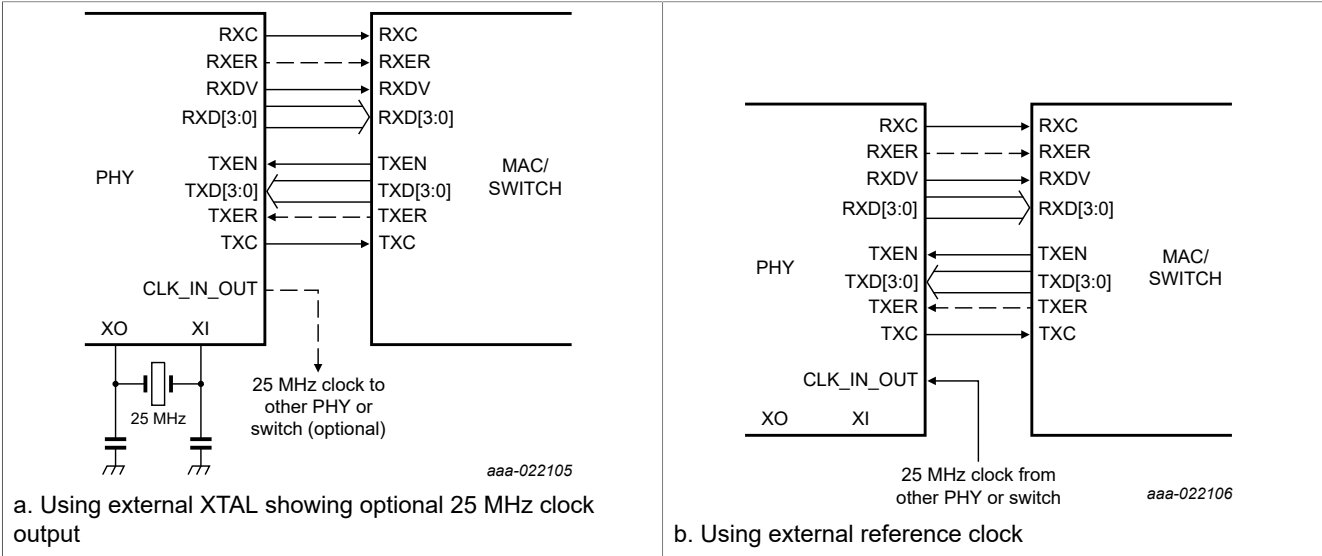 RXC
RXC
RXER
RXER
RXDV
RXDV
RXD[3:0]
RXD[3:0]
TXEN
TXEN
PHY
TXD[3:0]
TXD[3:0]
MAC/
SWITCH
TXER
TXER
TXC
TXC
CLK_IN_OUT
XO
XI
25 MHz
25 MHz clock to
other PHY or
switch (optional)
aaa-022105
a. Using external XTAL showing optional 25 MHz clock
output
RXC
RXC
RXER
RXER
RXDV
RXDV
RXD[3:0]
RXD[3:0]
TXEN
TXEN
PHY
TXD[3:0]
TXD[3:0]
MAC/
SWITCH
TXER
TXER
TXC
TXC
CLK_IN_OUT
XO
XI
25 MHz clock from
other PHY or switch
aaa-022106
b. Using external reference clock